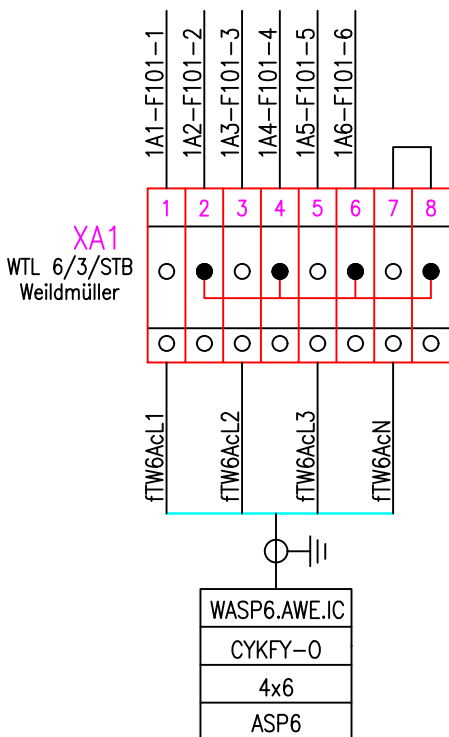 1A1-F101-1
1A2-F101-2
1A3-F101-3
1A4-F101-4
1A5-F101-5
1A6-F101-6
1 2 3 4 5 6 7 8
XA1
WTL 6/3/STB
Weildmüller
fTW6AcL1
fTW6AcL2
fTW6AcL3
fTW6AcN
WASP6.AWE.IC
CYKFY-O
4x6
ASP6